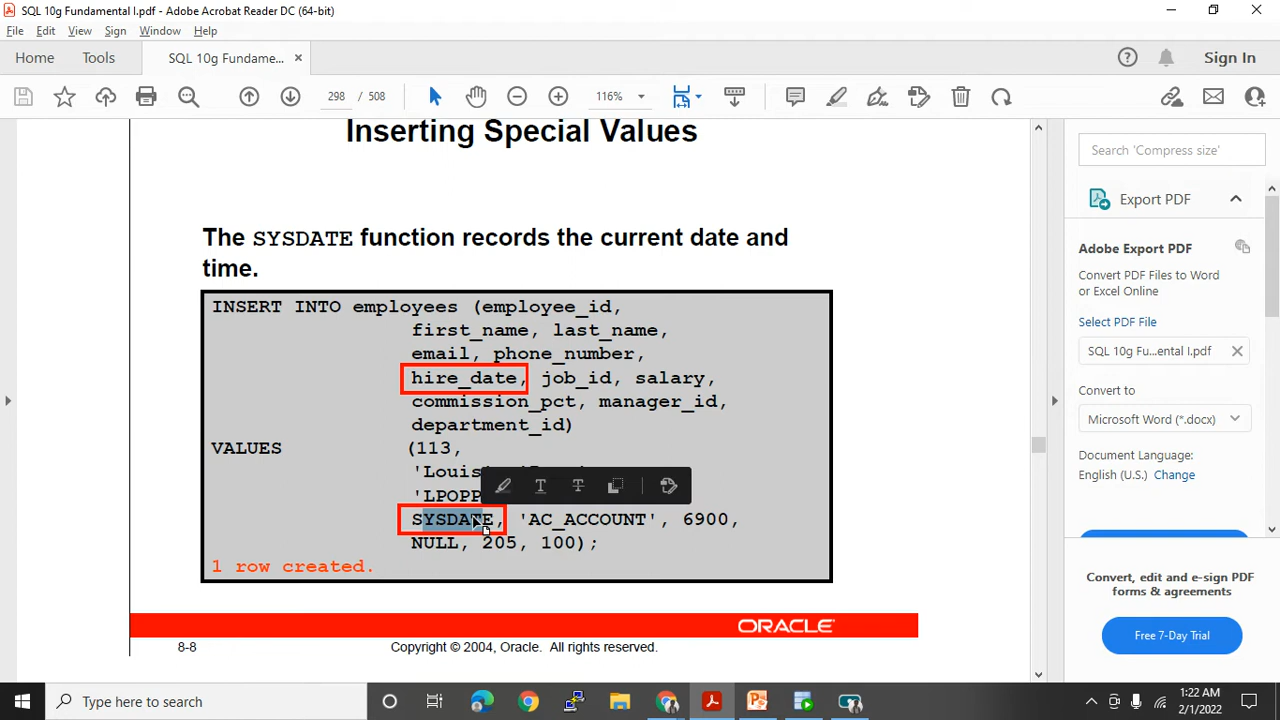 SQL 10g Fundamental I.pdf - Adobe Acrobat Reader DC (64-bit)
File Edit View Sign Window Help
Home Tools SQL 10g Fundame... Sign In
298 / 508 116%
Inserting Special Values
The SYSDATE function records the current date and
time.
INSERT INTO employees (employee_id,
first_name, last_name,
email, phone_number,
hire_date, job_id, salary,
commission_pct, manager_id,
department_id)
VALUES (113,
'Louis'
'LPOPP
SYSDATE, 'AC_ACCOUNT', 6900,
NULL, 205, 100);
1 row created.
ORACLE
8-8 Copyright © 2004, Oracle. All rights reserved.
Search 'Compress size'
Export PDF
Adobe Export PDF
Convert PDF Files to Word
or Excel Online
Select PDF File
SQL 10g Fu...ental I.pdf
Convert to
Microsoft Word (*.docx)
Document Language:
English (U.S.) Change
Convert, edit and e-sign PDF
forms & agreements
Free 7-Day Trial
Type here to search
1:22 AM
2/1/2022